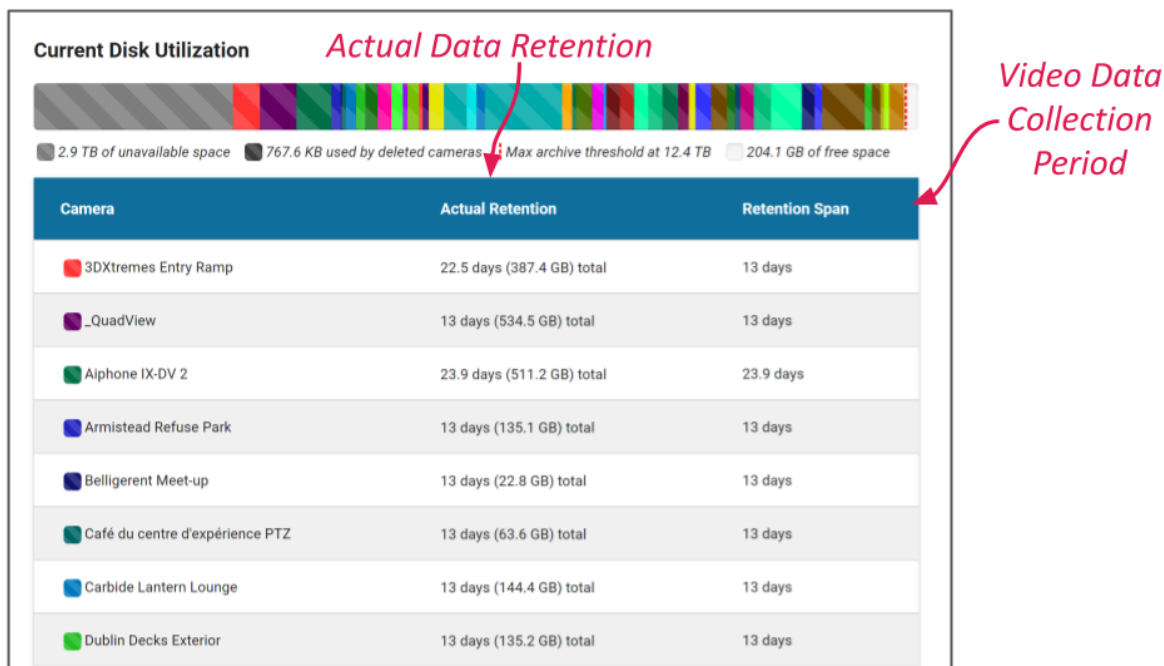 Current Disk Utilization
Actual Data Retention
Video Data
Collection
Period
2.9 TB of unavailable space 767.6 KB used by deleted cameras Max archive threshold at 12.4 TB 204.1 GB of free space
Camera Actual Retention Retention Span
3DXtremes Entry Ramp 22.5 days (387.4 GB) total 13 days
_QuadView 13 days (534.5 GB) total 13 days
Aiphone IX-DV 2 23.9 days (511.2 GB) total 23.9 days
Armistead Refuse Park 13 days (135.1 GB) total 13 days
Belligerent Meet-up 13 days (22.8 GB) total 13 days
Café du centre d'expérience PTZ 13 days (63.6 GB) total 13 days
Carbide Lantern Lounge 13 days (144.4 GB) total 13 days
Dublin Decks Exterior 13 days (135.2 GB) total 13 days